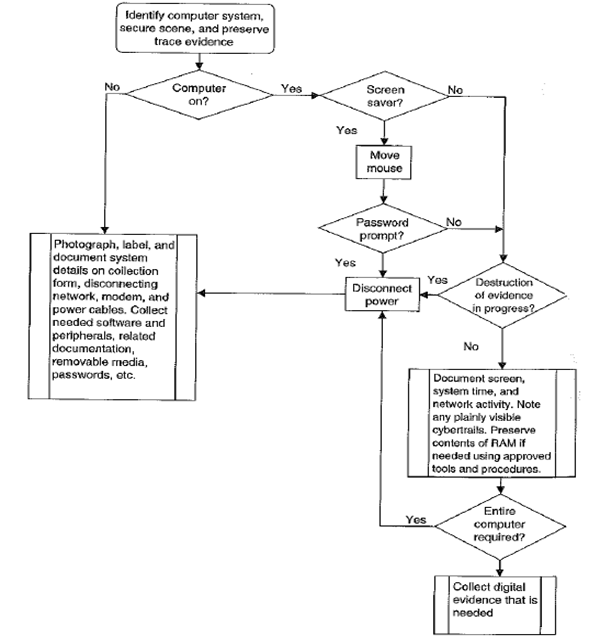 Identify computer system,
secure scene, and preserve
trace evidence
Computer
on?
No
Yes
Screen
saver?
No
Yes
Move
mouse
Password
prompt?
No
Yes
Photograph, label, and
document system
details on collection
form, disconnecting
network, modem, and
power cables. Collect
needed software and
peripherals, related
documentation,
removable media,
passwords, etc.
Disconnect
power
Yes
Destruction
of evidence
in progress?
No
Document screen,
system time, and
network activity. Note
any plainly visible
cybertrails. Preserve
contents of RAM if
needed using approved
tools and procedures.
Entire
computer
required?
Yes
Collect digital
evidence that is
needed